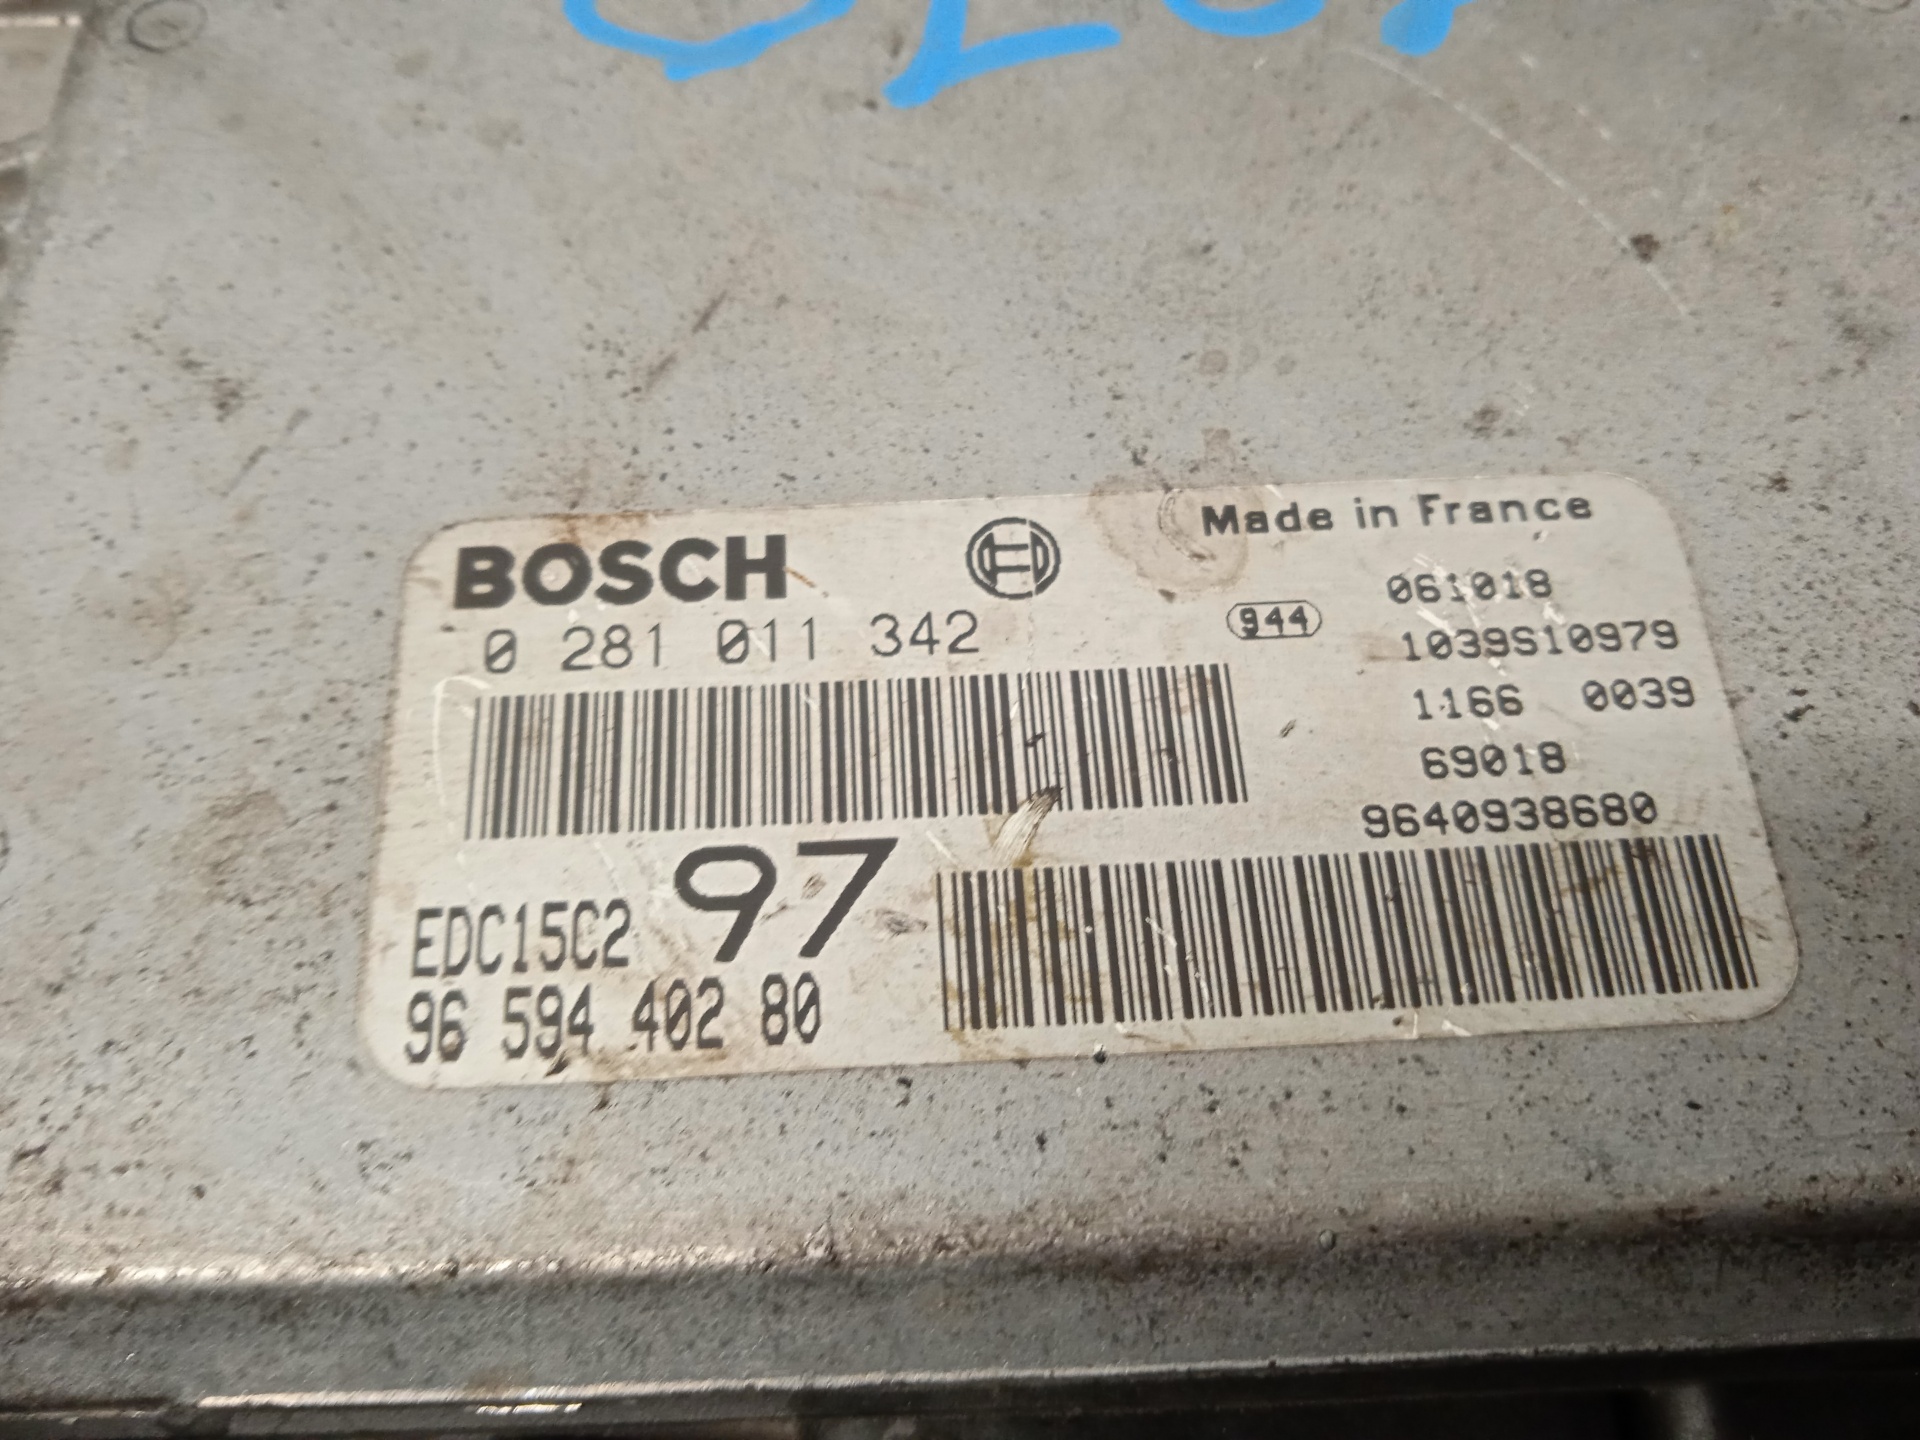 BOSCH
Made in France
0 281 011 342
944
061018
1039S10979
1166 0039
69018
9640938680
97
EDC15C2
96 594 402 80